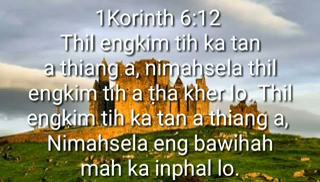 1Korinth 6:12
Thil engkim tih ka tan
a thiang a, nimahsela thil
engkim tih a tha kher lo, Thil
engkim tih ka tan a thiang a,
Nimahsela eng bawihah
mah ka inphal lo.